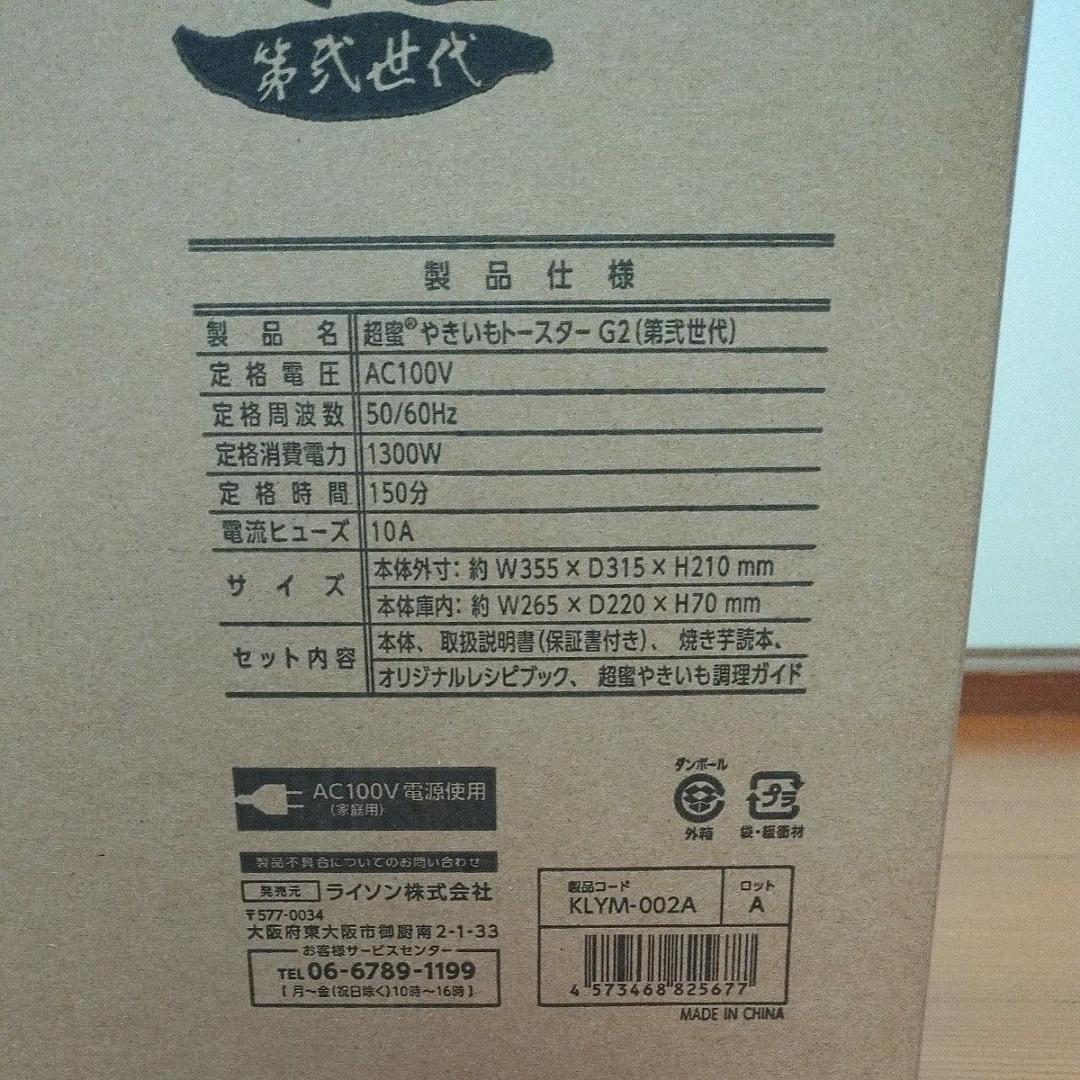 第弐世代
製品仕様
製品名 超蜜®やきいもトースター G2(第弐世代)
定格電圧 AC100V
定格周波数 50/60Hz
定格消費電力 1300W
定格時間 150分
電流ヒューズ 10A
サイズ 本体外寸：約 W355×D315×H210 mm
本体庫内：約 W265×D220×H70 mm
セット内容 本体、取扱説明書(保証書付き)、焼き芋読本、
オリジナルレシピブック、超蜜やきいも調理ガイド
AC100V電源使用
(家庭用)
ダンボール
外箱
プラ
袋・緩衝材
製品不具合についてのお問い合わせ
発売元 ライソン株式会社
〒577-0034
大阪府東大阪市御厨南2-1-33
お客様サービスセンター
TEL 06-6789-1199
[月〜金(祝日除く)10時〜16時]
製品コード
KLYM-002A
ロット
A
4 573468 825677
MADE IN CHINA